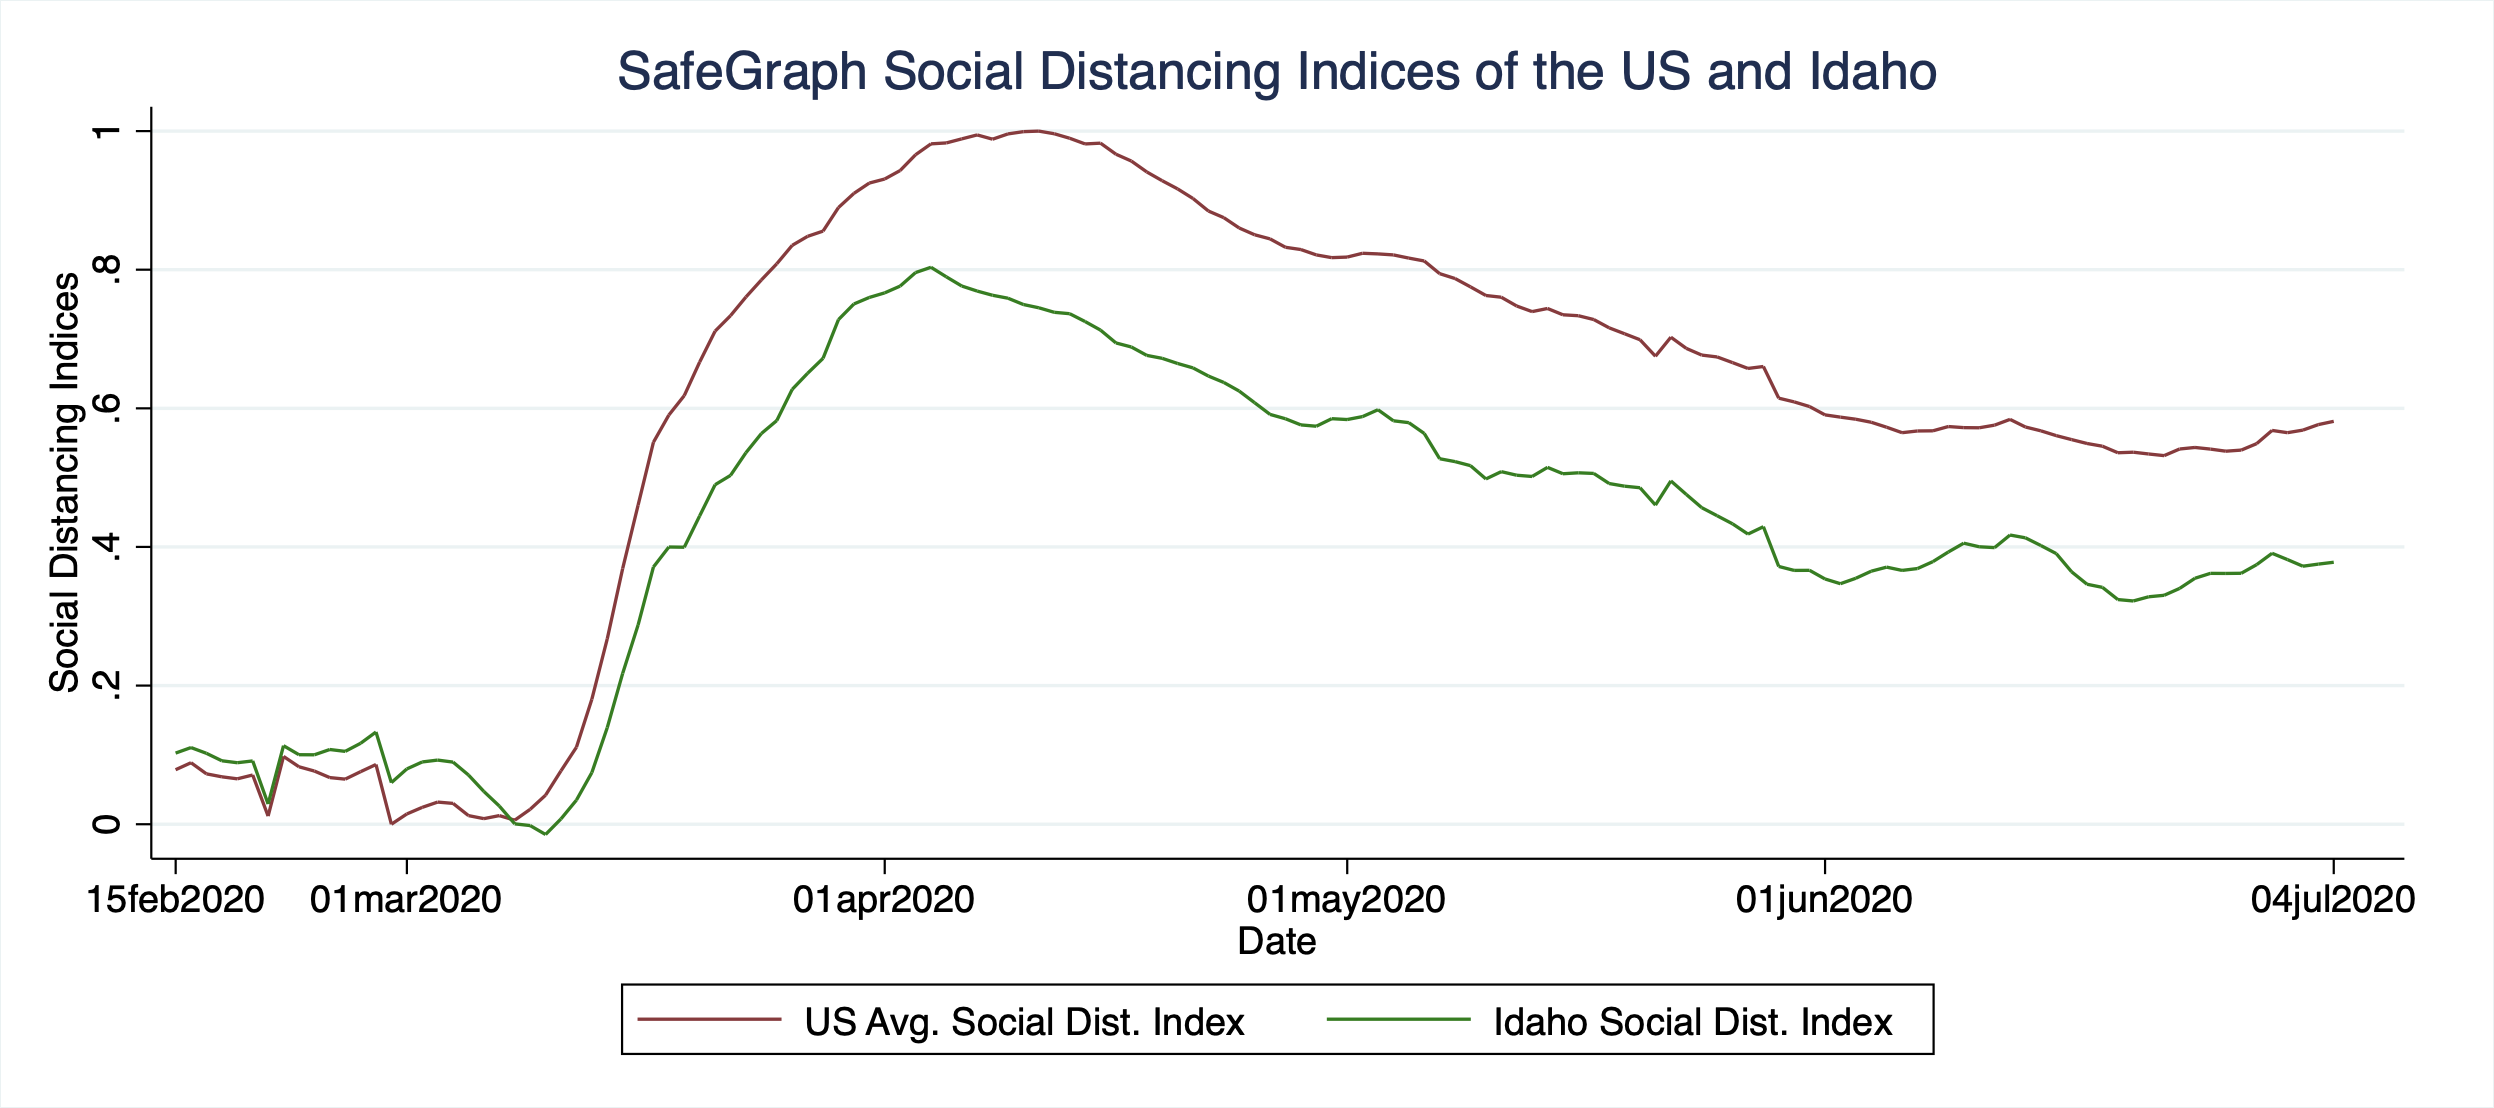 SafeGraph Social Distancing Indices of the US and Idaho
Social Distancing Indices
1
.8
.6
.4
.2
0
15feb2020 01mar2020 01apr2020 01may2020 01jun2020 04jul2020
Date
US Avg. Social Dist. Index Idaho Social Dist. Index